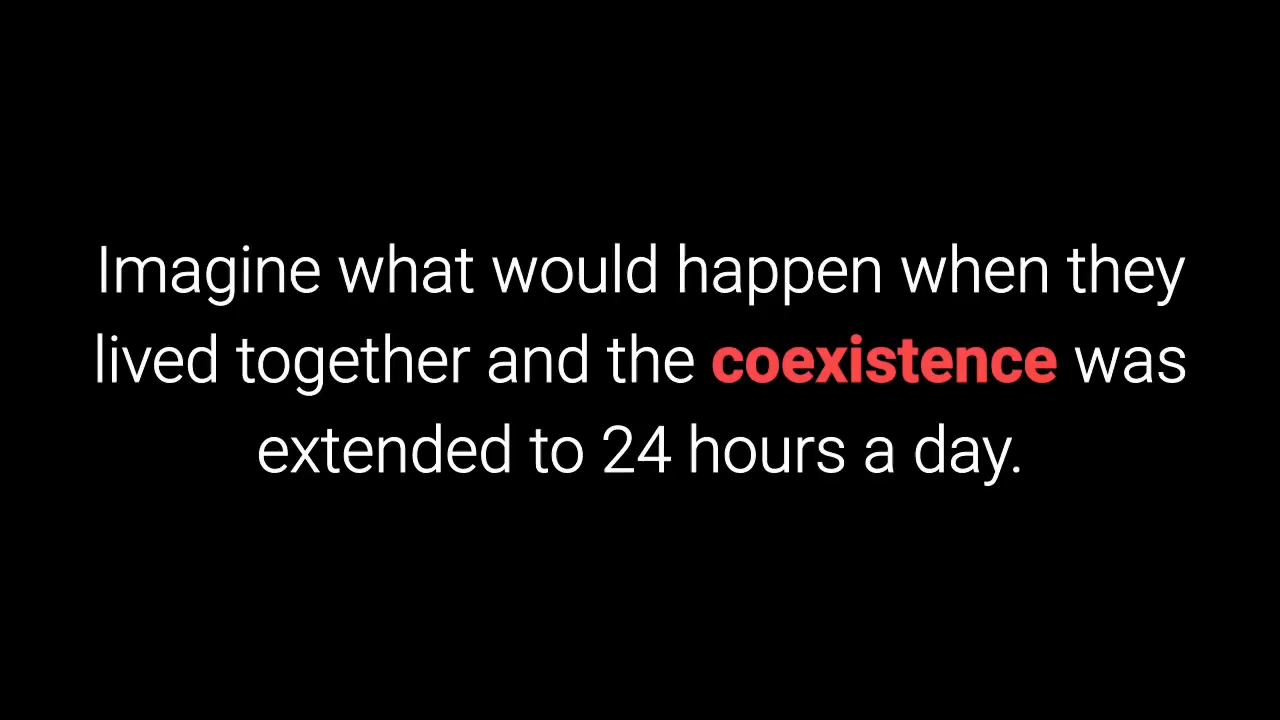 Imagine what would happen when they
lived together and the coexistence was
extended to 24 hours a day.